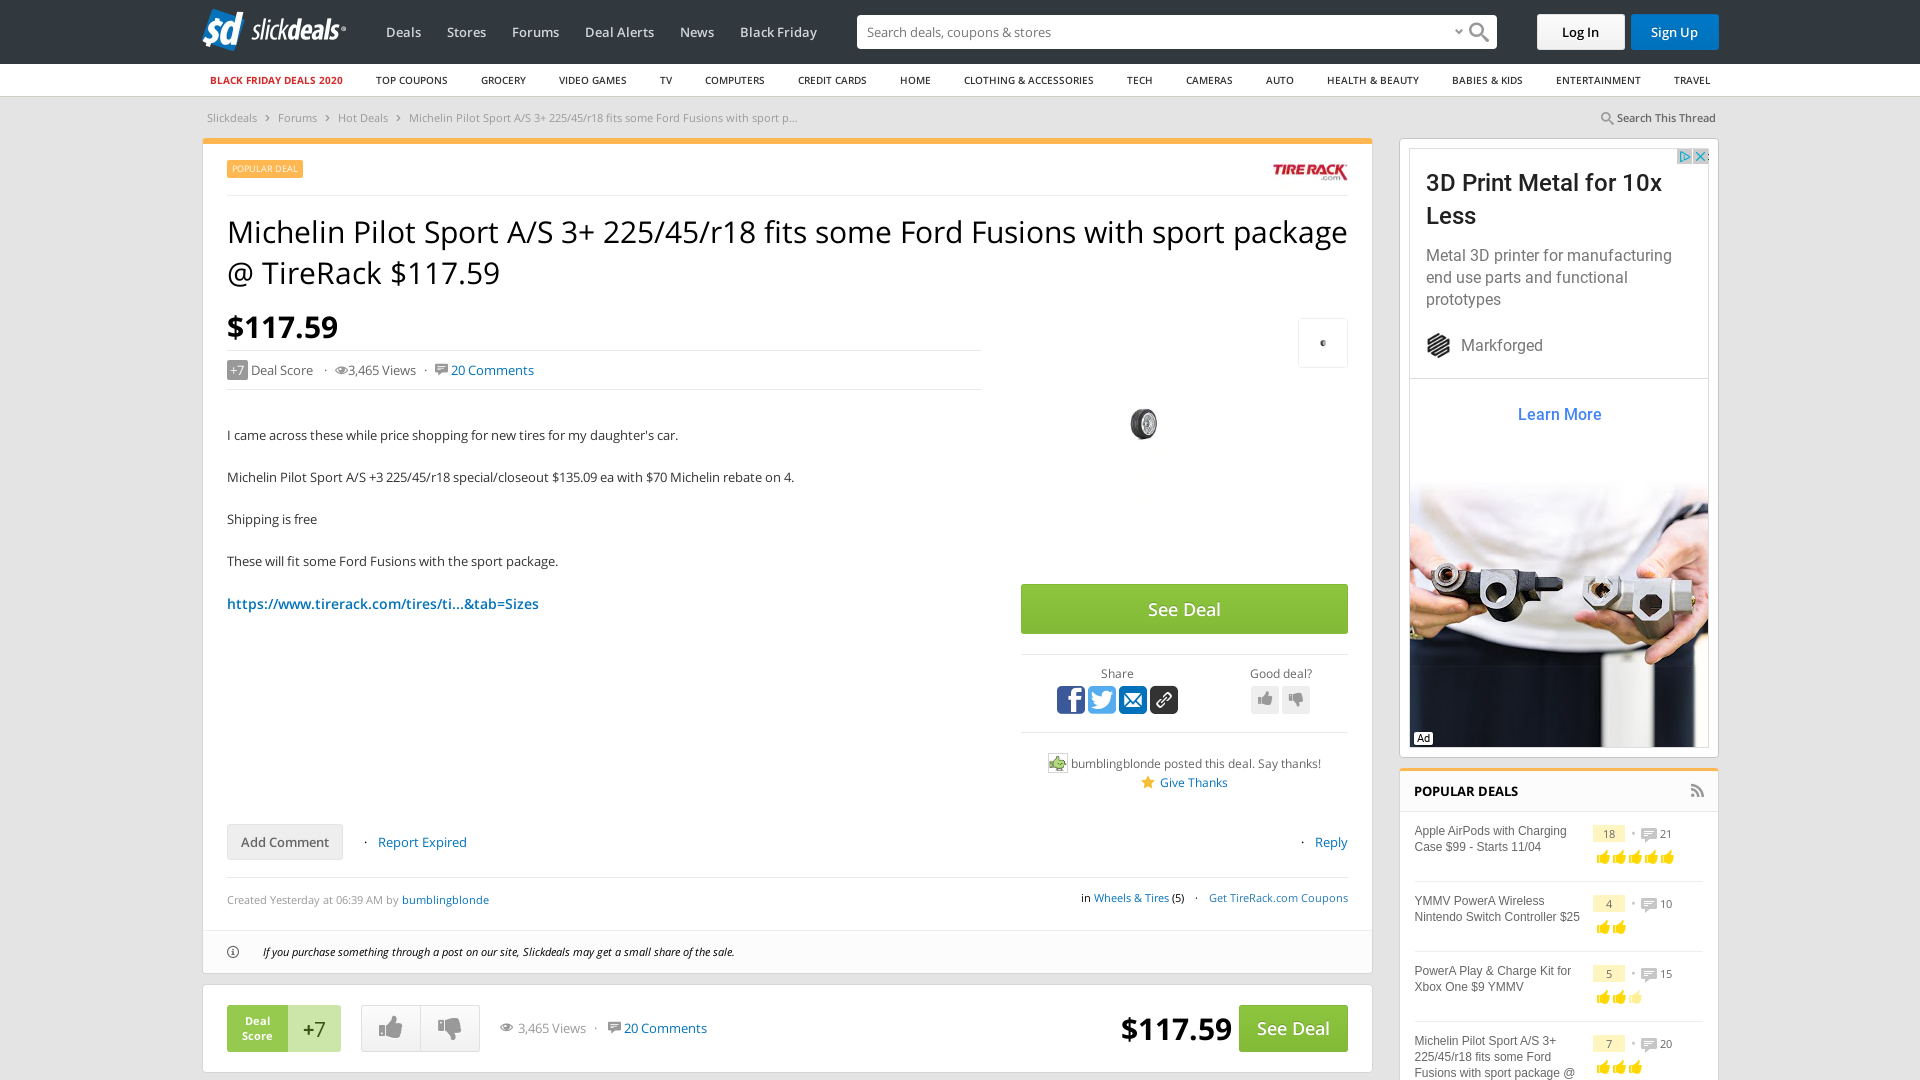 slickdeals
Deals
Stores
Forums
Deal Alerts
News
Black Friday
Search deals, coupons & shopping
Log In
Sign Up
BLACK FRIDAY DEALS 2020
TOP COUPONS
GROCERY
VIDEO GAMES
TV
COMPUTERS
CREDIT CARDS
HOME
CLOTHING & ACCESSORIES
TECH
CAMERAS
AUTO
HEALTH & BEAUTY
BABIES & KIDS
ENTERTAINMENT
TRAVEL
Slickdeals > Forums > Hot Deals > Michelin Pilot Sport A/S 3+ 225/45/r18 fits some Ford Fusions with sport p...
Search This Thread
POPULAR DEAL
TIRE RACK
.com
Michelin Pilot Sport A/S 3+ 225/45/r18 fits some Ford Fusions with sport package
@ TireRack $117.59
$117.59
+7 Deal Score · 3,465 Views · 20 Comments
I came across these while price shopping for new tires for my daughter's car.
Michelin Pilot Sport A/S +3 225/45/r18 special/closeout $135.09 ea with $70 Michelin rebate on 4.
Shipping is free
These will fit some Ford Fusions with the sport package.
https://www.tirerack.com/tires/ti...&tab=Sizes
See Deal
Share
Good deal?
bumblingblonde posted this deal. Say thanks!
Give Thanks
Add Comment
· Report Expired
· Reply
Created Yesterday at 06:39 AM by bumblingblonde
in Wheels & Tires (5) · Get TireRack.com Coupons
If you purchase something through a post on our site, Slickdeals may get a small share of the sale.
Deal
Score
+7
3,465 Views · 20 Comments
$117.59
See Deal
3D Print Metal for 10x
Less
Metal 3D printer for manufacturing
end use parts and functional
prototypes
Markforged
Learn More
Ad
POPULAR DEALS
Apple AirPods with Charging
Case $99 - Starts 11/04
18 • 21
YMMV PowerA Wireless
Nintendo Switch Controller $25
4 • 10
PowerA Play & Charge Kit for
Xbox One $9 YMMV
5 • 15
Michelin Pilot Sport A/S 3+
225/45/r18 fits some Ford
Fusions with sport package @
7 • 20